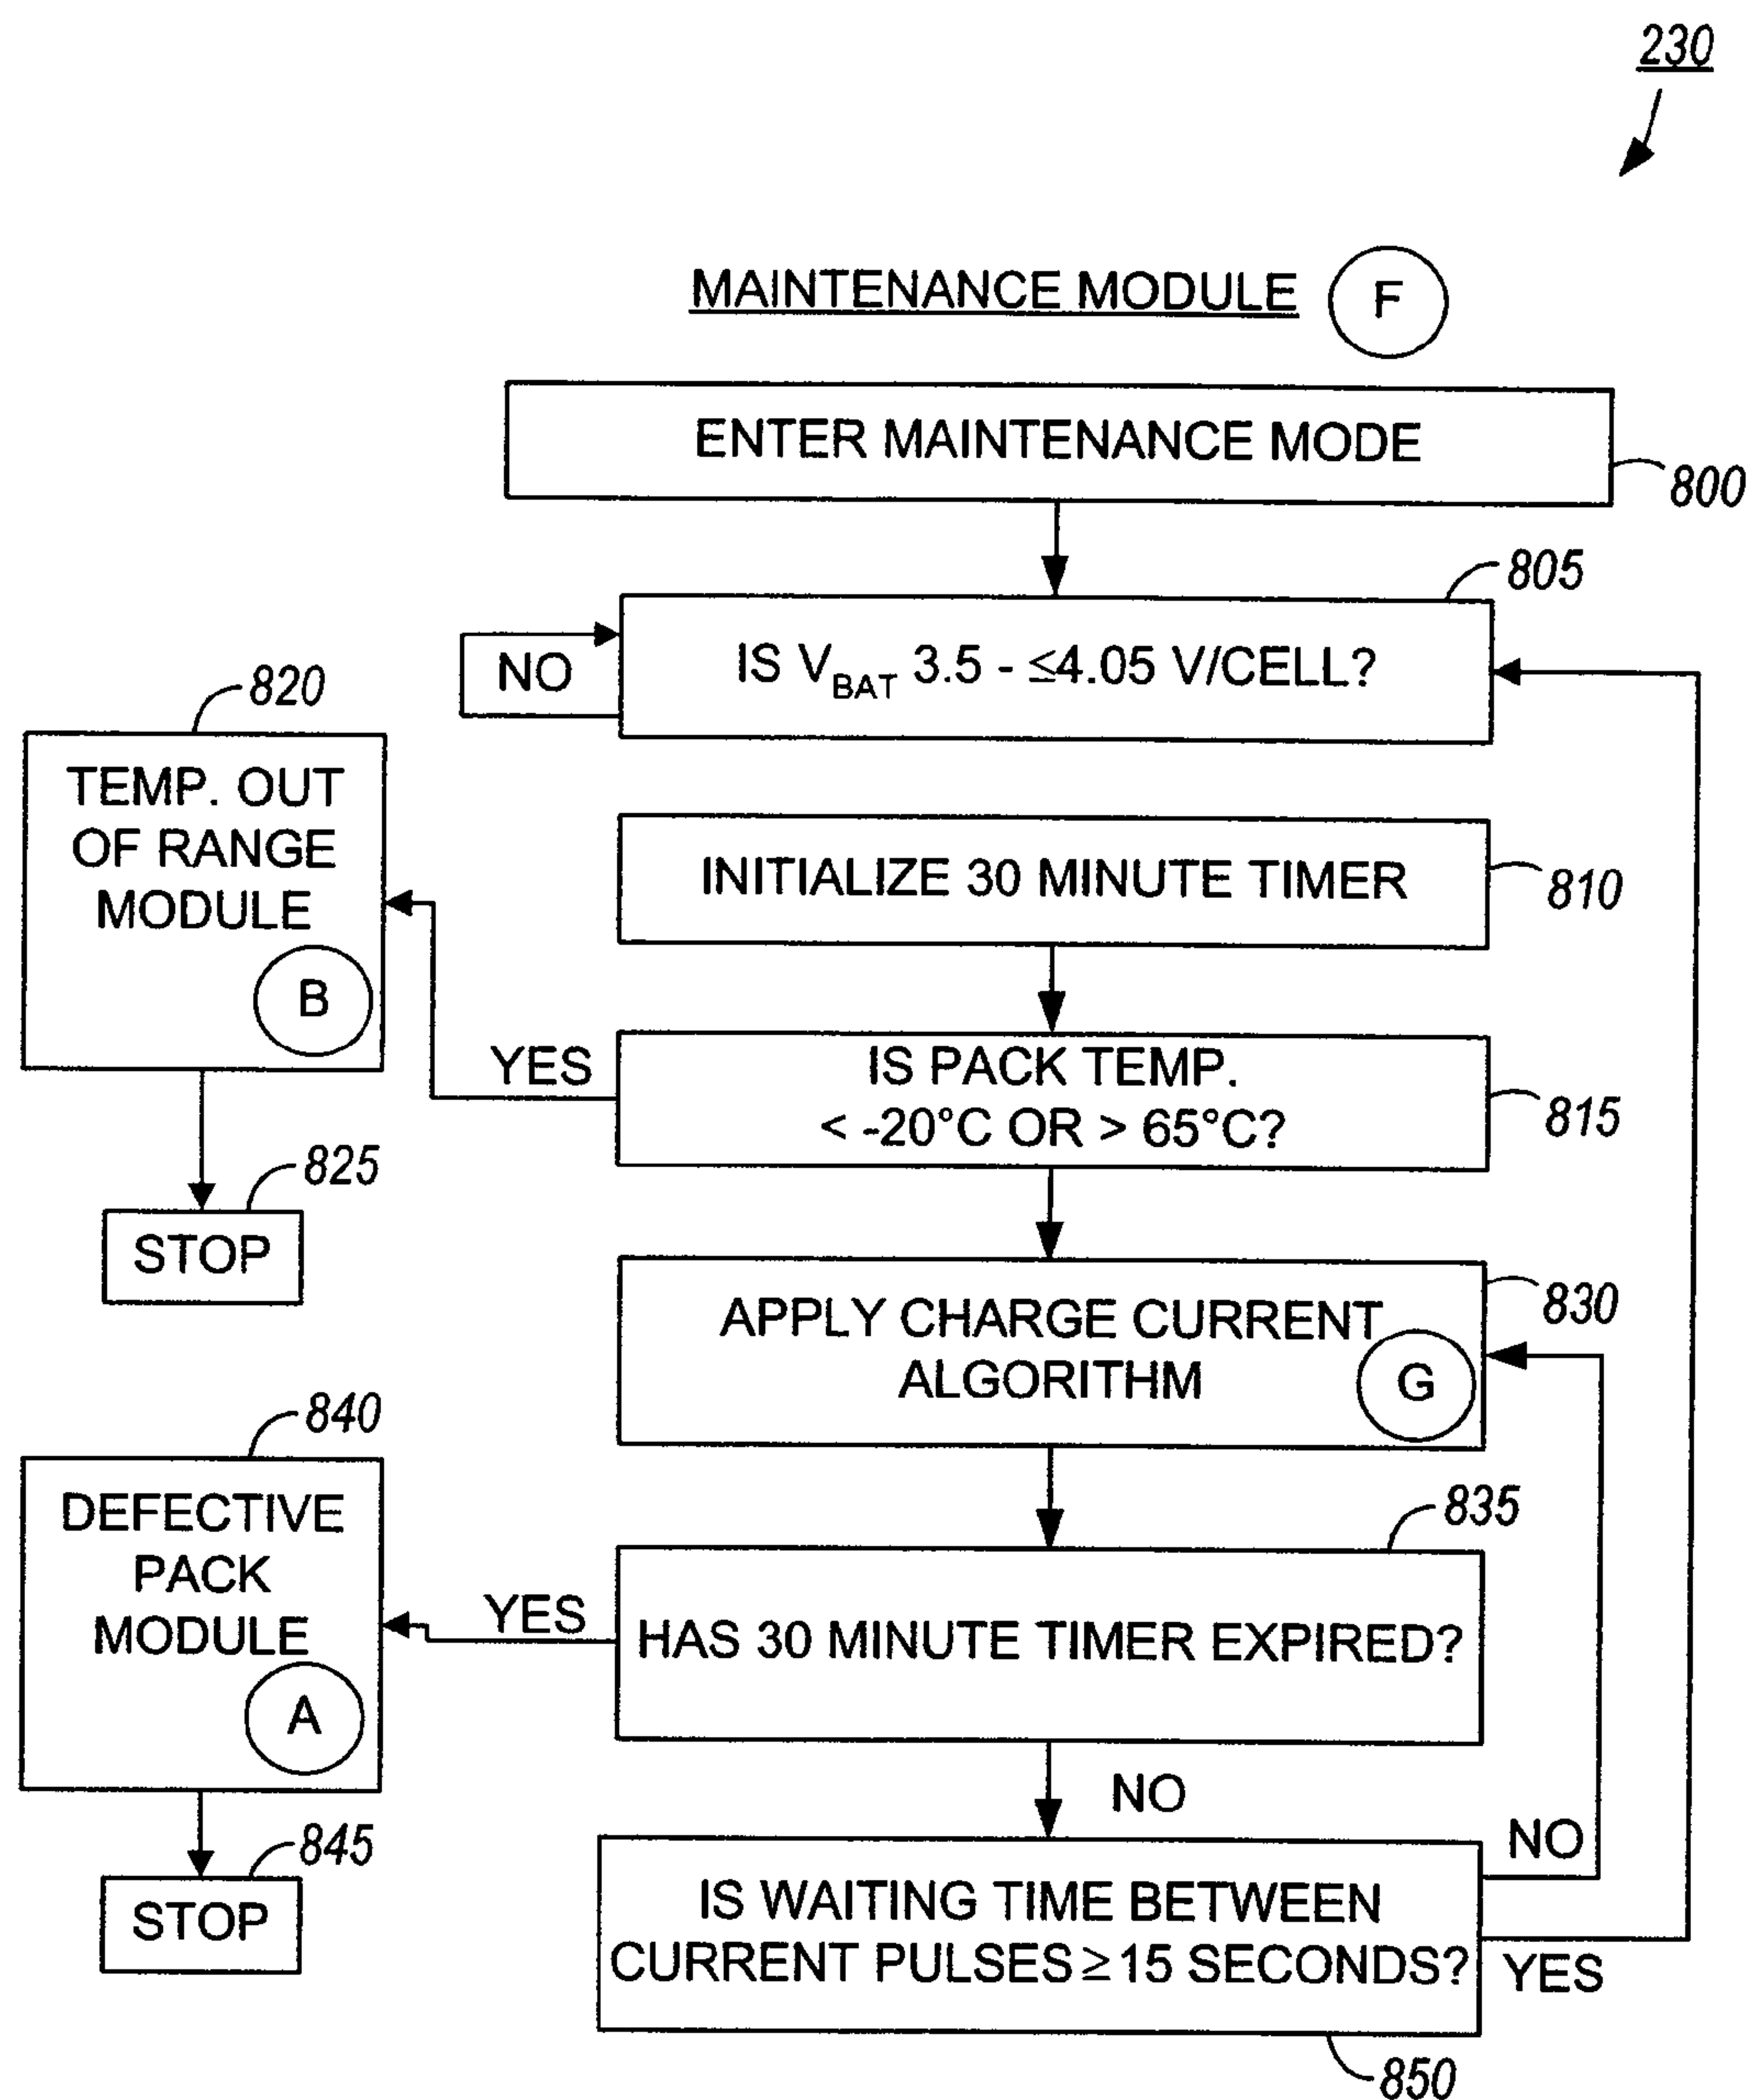 230
MAINTENANCE MODULE F
ENTER MAINTENANCE MODE
800
805
IS VBAT 3.5 - ≤4.05 V/CELL?
NO
820
TEMP. OUT
OF RANGE
MODULE
B
INITIALIZE 30 MINUTE TIMER
810
YES
IS PACK TEMP.
< -20°C OR > 65°C?
815
825
STOP
APPLY CHARGE CURRENT
ALGORITHM
G
830
840
DEFECTIVE
PACK
MODULE
A
835
YES
HAS 30 MINUTE TIMER EXPIRED?
NO
845
STOP
NO
IS WAITING TIME BETWEEN
CURRENT PULSES ≥ 15 SECONDS?
YES
850